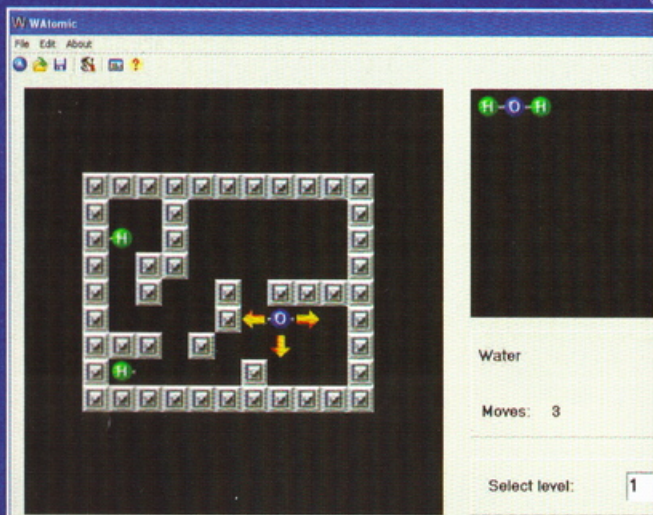 W WAtomic
File Edit About
?
H-O-H
H
-O-
H-
Water
Moves: 3
Select level: 1